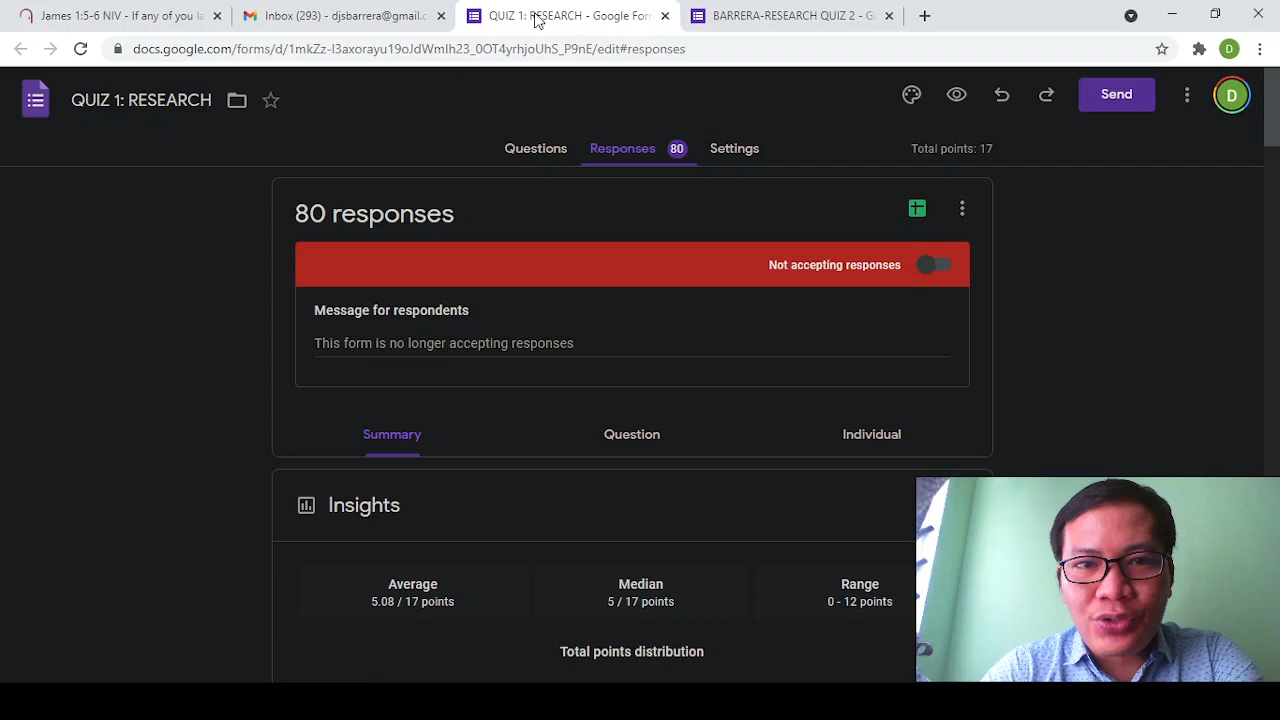 James 1:5-6 NIV - If any of you la
Inbox (293) - djsbarrera@gmail.c
QUIZ 1: RESEARCH - Google For
BARRERA-RESEARCH QUIZ 2 - G
docs.google.com/forms/d/1mkZz-I3axorayu19oJdWmIh23_0OT4yrhjoUhS_P9nE/edit#responses
D
QUIZ 1: RESEARCH
Send
D
Questions
Responses 80
Settings
Total points: 17
80 responses
Not accepting responses
Message for respondents
This form is no longer accepting responses
Summary
Question
Individual
Insights
Average
5.08 / 17 points
Median
5 / 17 points
Range
0 - 12 points
Total points distribution